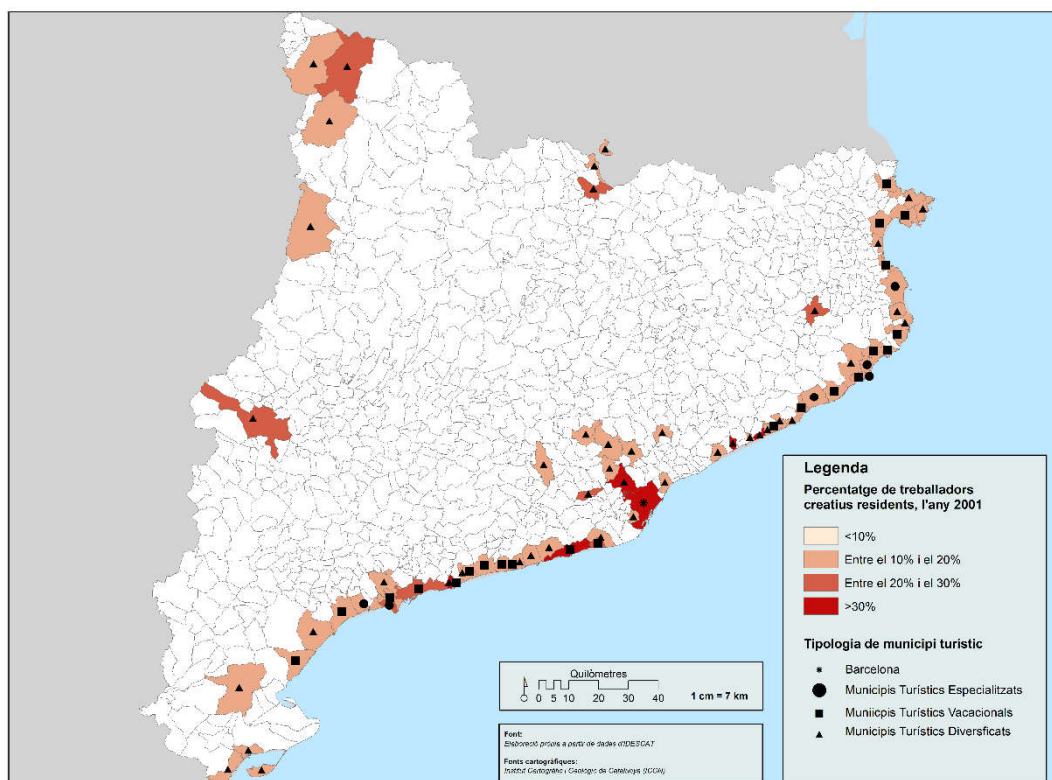 Legenda
Percentatge de treballadors
creatius residents, l'any 2001
<10%
Entre el 10% i el 20%
Entre el 20% i el 30%
>30%
Tipologia de municipi turístic
Barcelona
Municipis Turístics Especialitzats
Muniicpis Turístics Vacacionals
Municipis Turístics Diversficats
Quilòmetres
0 5 10 20 30 40
1 cm = 7 km
Font:
Elaboració pròpia a partir de dades d'IDESCAT
Fonts cartogràfiques:
Institut Cartogràfic i Geològic de Catalunya (ICGN)